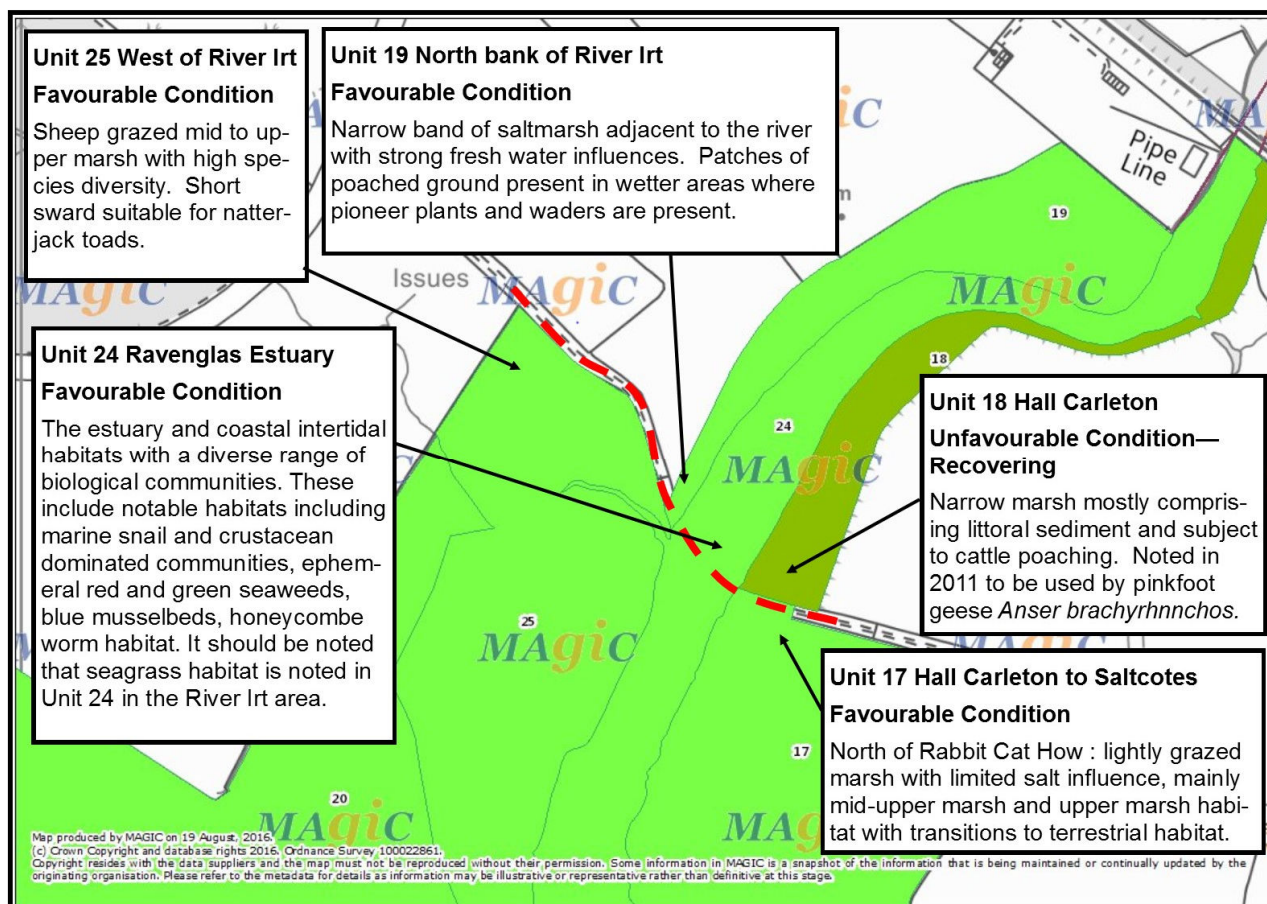 Unit 25 West of River Irt
Favourable Condition
Sheep grazed mid to up-
per marsh with high spe-
cies diversity. Short
sward suitable for natter-
jack toads.
Unit 19 North bank of River Irt
Favourable Condition
Narrow band of saltmarsh adjacent to the river
with strong fresh water influences. Patches of
poached ground present in wetter areas where
pioneer plants and waders are present.
Pipe
Line
19
Issues
MAgiC
MAgiC
MAgiC
Unit 24 Ravenglas Estuary
Favourable Condition
The estuary and coastal intertidal
habitats with a diverse range of
biological communities. These
include notable habitats including
marine snail and crustacean
dominated communities, ephem-
eral red and green seaweeds,
blue musselbeds, honeycombe
worm habitat. It should be noted
that seagrass habitat is noted in
Unit 24 in the River Irt area.
18
24
MAgiC
Unit 18 Hall Carleton
Unfavourable Condition—
Recovering
Narrow marsh mostly compris-
ing littoral sediment and subject
to cattle poaching. Noted in
2011 to be used by pinkfoot
geese Anser brachyrhnnchos.
25
MAgiC
Unit 17 Hall Carleton to Saltcotes
Favourable Condition
North of Rabbit Cat How : lightly grazed
marsh with limited salt influence, mainly
mid-upper marsh and upper marsh habi-
tat with transitions to terrestrial habitat.
17
20
MAgiC
Map produced by MAGIC on 19 August, 2016.
(c) Crown Copyright and database rights 2016. Ordnance Survey 100022861.
Copyright resides with the data suppliers and the map must not be reproduced without their permission. Some information in MAGIC is a snapshot of the information that is being maintained or continually updated by the
originating organisation. Please refer to the metadata for details as information may be illustrative or representative rather than definitive at this stage.